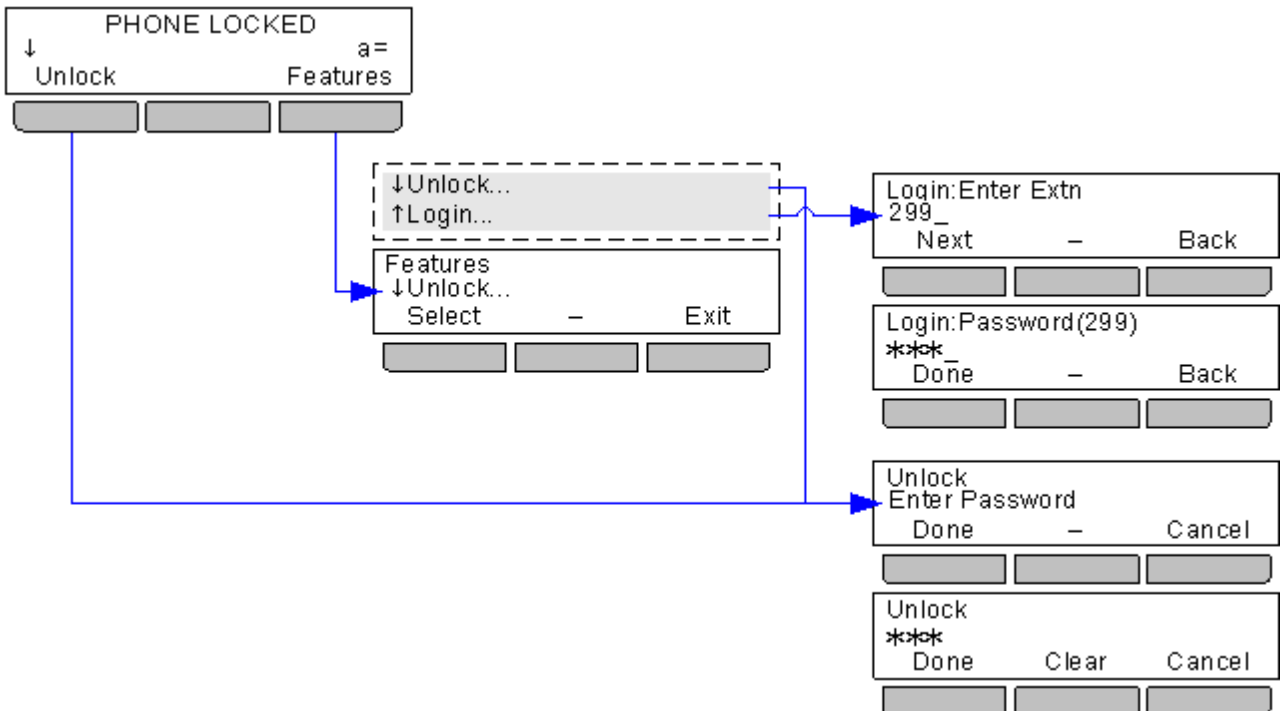 PHONE LOCKED
↓ a=
Unlock Features
↓Unlock...
↑Login...
Features
↓Unlock...
Select – Exit
Login:Enter Extn
299_
Next – Back
Login:Password(299)
***_
Done – Back
Unlock
Enter Password
Done – Cancel
Unlock
***
Done Clear Cancel